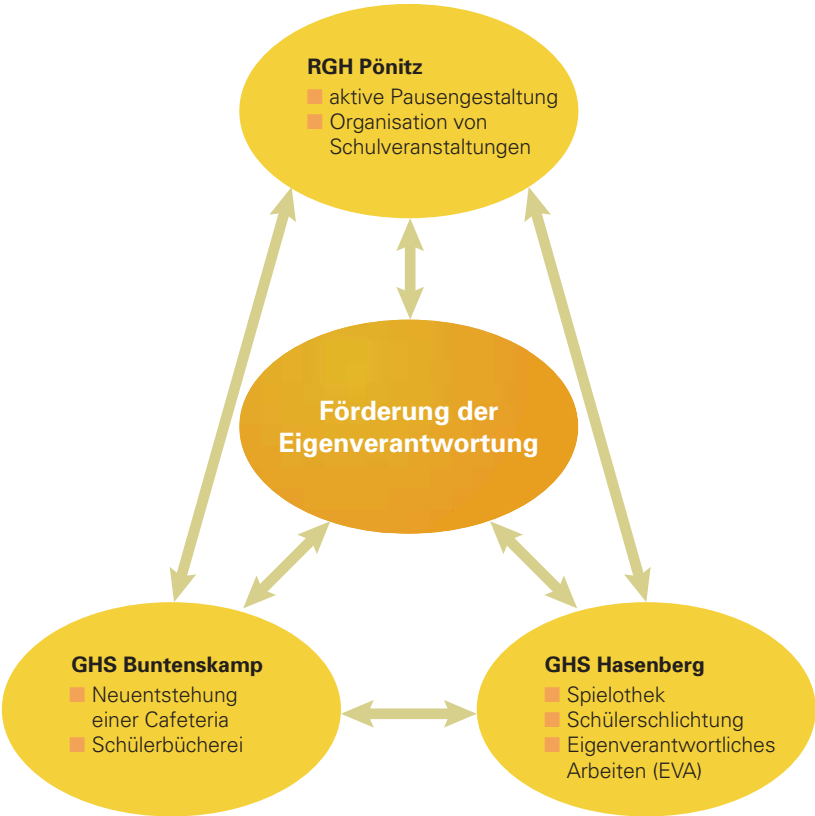 RGH Pönitz
aktive Pausengestaltung
Organisation von
Schulveranstaltungen
Förderung der
Eigenverantwortung
GHS Buntenskamp
Neuentstehung
einer Cafeteria
Schülerbücherei
GHS Hasenberg
Spielothek
Schülerschlichtung
Eigenverantwortliches
Arbeiten (EVA)